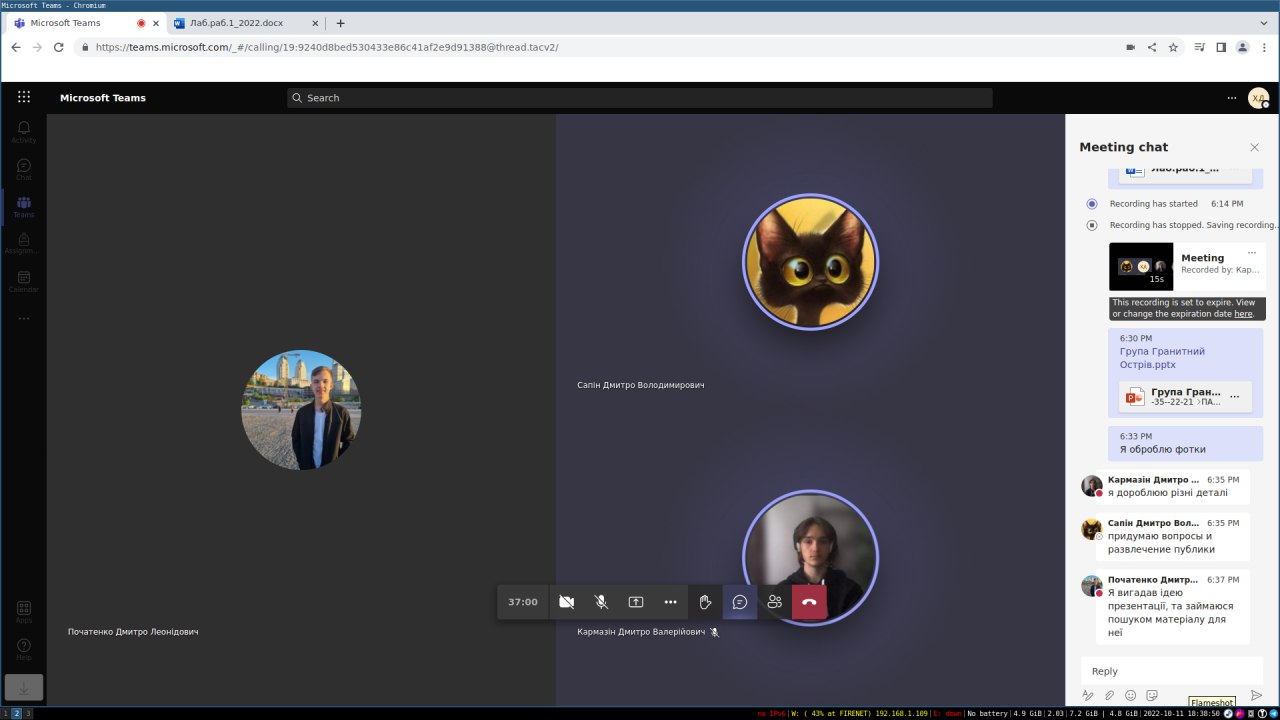 Microsoft Teams - Chromium
Microsoft Teams
Лаб.раб.1_2022.docx
https://teams.microsoft.com/_#/calling/19:9240d8bed530433e86c41af2e9d91388@thread.tacv2/
Microsoft Teams
Search
ХД
Activity
Chat
Teams
Assignm...
Calendar
Apps
Help
Сапін Дмитро Володимирович
Початенко Дмитро Леонідович
Кармазін Дмитро Валерійович
37:00
Meeting chat
Лаб.раб.1_...
Recording has started 6:14 PM
Recording has stopped. Saving recording...
Meeting
Recorded by: Кар...
15s
This recording is set to expire. View
or change the expiration date here.
6:30 PM
Група Гранитний
Острів.pptx
Група Гран...
-35--22-21 >ПА...
6:33 PM
Я оброблю фотки
Кармазін Дмитро ... 6:35 PM
я дороблюю різні деталі
Сапін Дмитро Вол... 6:35 PM
придумаю вопросы и
развлечение публики
Початенко Дмитр... 6:37 PM
Я вигадав ідею
презентації, та займаюся
пошуком матеріалу для
неї
Reply
Flameshot
1 2 3
no IPv6|W: ( 43% at FIRENET) 192.168.1.109|E: down|No battery|4.9 GiB|2.03|7.2 GiB|4.8 GiB|2022-10-11 18:38:50